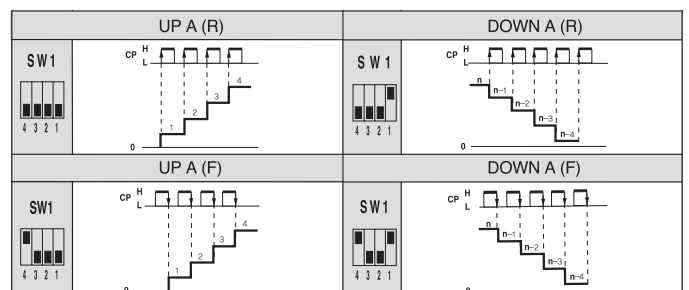 UP A (R)
DOWN A (R)
SW1
4 3 2 1
CP H
L
1
2
3
4
0
SW1
4 3 2 1
CP H
L
n
n-1
n-2
n-3
n-4
0
UP A (F)
DOWN A (F)
SW1
4 3 2 1
CP H
L
1
2
3
4
0
SW1
4 3 2 1
CP H
L
n
n-1
n-2
n-3
n-4
0